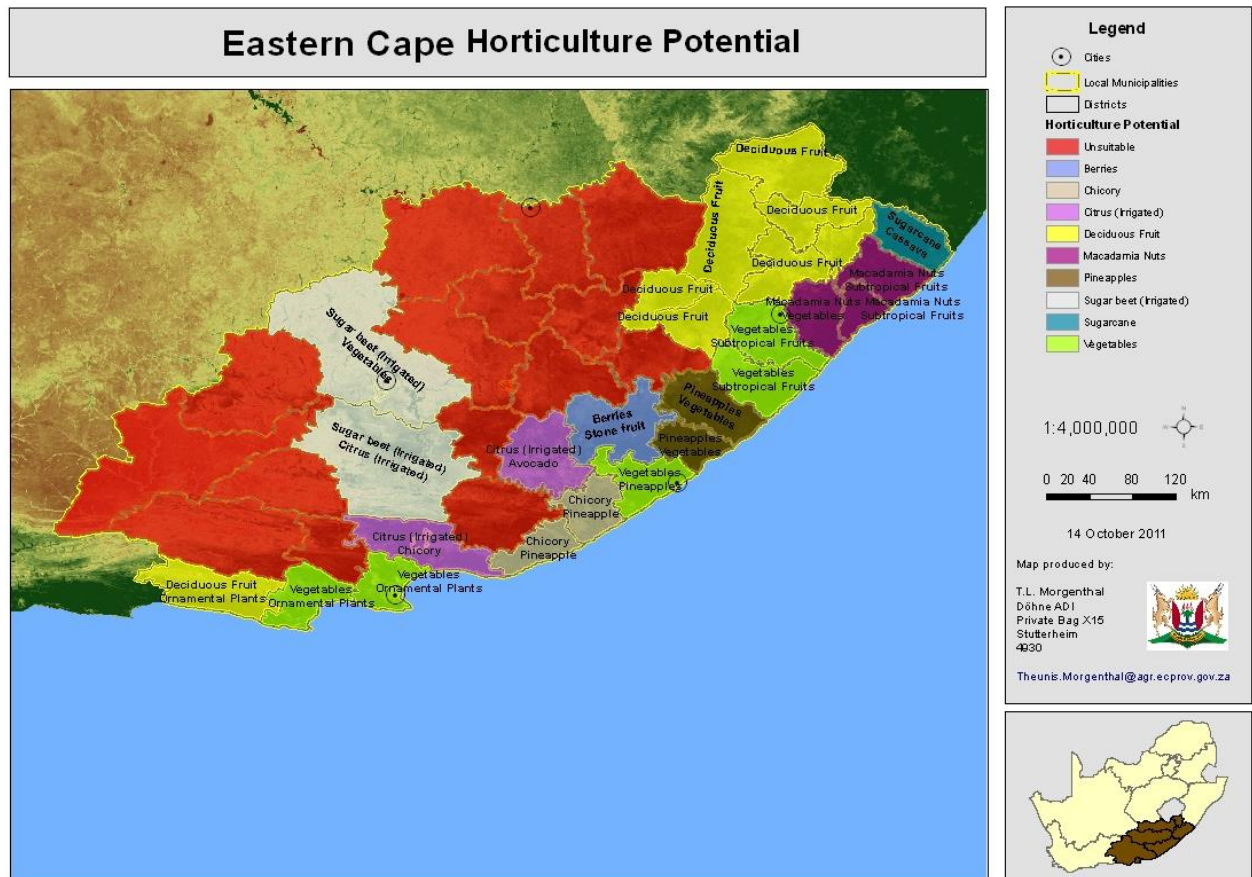 Eastern Cape Horticulture Potential
Deciduous Fruit
Deciduous Fruit
Deciduous Fruit
Sugarcane
Cassava
Deciduous Fruit
Macadamia Nuts
Subtropical Fruits
Deciduous Fruit
Deciduous Fruit
Macadamia Nuts
Vegetables
Macadamia Nuts
Subtropical Fruits
Vegetables
Subtropical Fruits
Sugar beet (Irrigated)
Vegetables
Vegetables
Subtropical Fruits
Pineapples
Vegetables
Berries
Stone fruit
Pineapples
Vegetables
Sugar beet (Irrigated)
Citrus (Irrigated)
Citrus (Irrigated)
Avocado
Vegetables
Pineapples
Chicory
Pineapple
Chicory
Pineapple
Citrus (Irrigated)
Chicory
Vegetables
Ornamental Plants
Vegetables
Ornamental Plants
Deciduous Fruit
Ornamental Plants
Legend
Cities
Local Municipalities
Districts
Horticulture Potential
Unsuitable
Berries
Chicory
Citrus (Irrigated)
Deciduous Fruit
Macadamia Nuts
Pineapples
Sugar beet (Irrigated)
Sugarcane
Vegetables
1:4,000,000
0 20 40 80 120
km
14 October 2011
Map produced by:
T.L. Morgenthal
Döhne ADI
Private Bag X15
Stutterheim
4930
Theunis.Morgenthal@agr.ecprov.gov.za